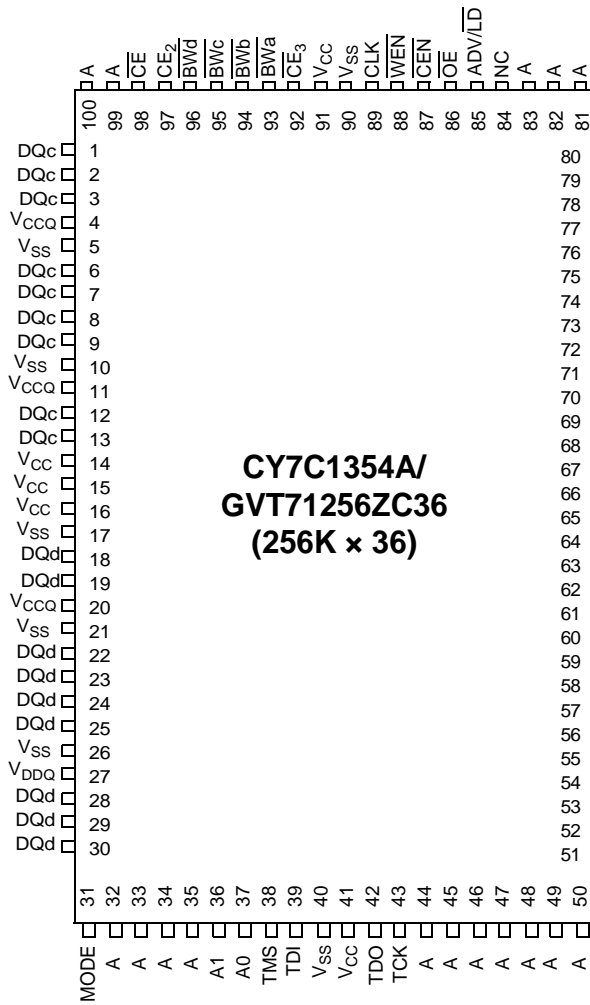 A A CE CE2 BWd BWc BWb BWa CE3 VCC VSS CLK WEN CEN OE ADV/LD NC A A A
100 99 98 97 96 95 94 93 92 91 90 89 88 87 86 85 84 83 82 81
DQc 1 80
DQc 2 79
DQc 3 78
VCCQ 4 77
VSS 5 76
DQc 6 75
DQc 7 74
DQc 8 73
DQc 9 72
VSS 10 71
VCCQ 11 70
DQc 12 69
DQc 13 68
VCC 14 67
VCC 15 66
VCC 16 65
VSS 17 64
DQd 18 63
DQd 19 62
VCCQ 20 61
VSS 21 60
DQd 22 59
DQd 23 58
DQd 24 57
DQd 25 56
VSS 26 55
VDDQ 27 54
DQd 28 53
DQd 29 52
DQd 30 51
CY7C1354A/
GVT71256ZC36
(256K × 36)
31 32 33 34 35 36 37 38 39 40 41 42 43 44 45 46 47 48 49 50
MODE A A A A A1 A0 TMS TDI VSS VCC TDO TCK A A A A A A A